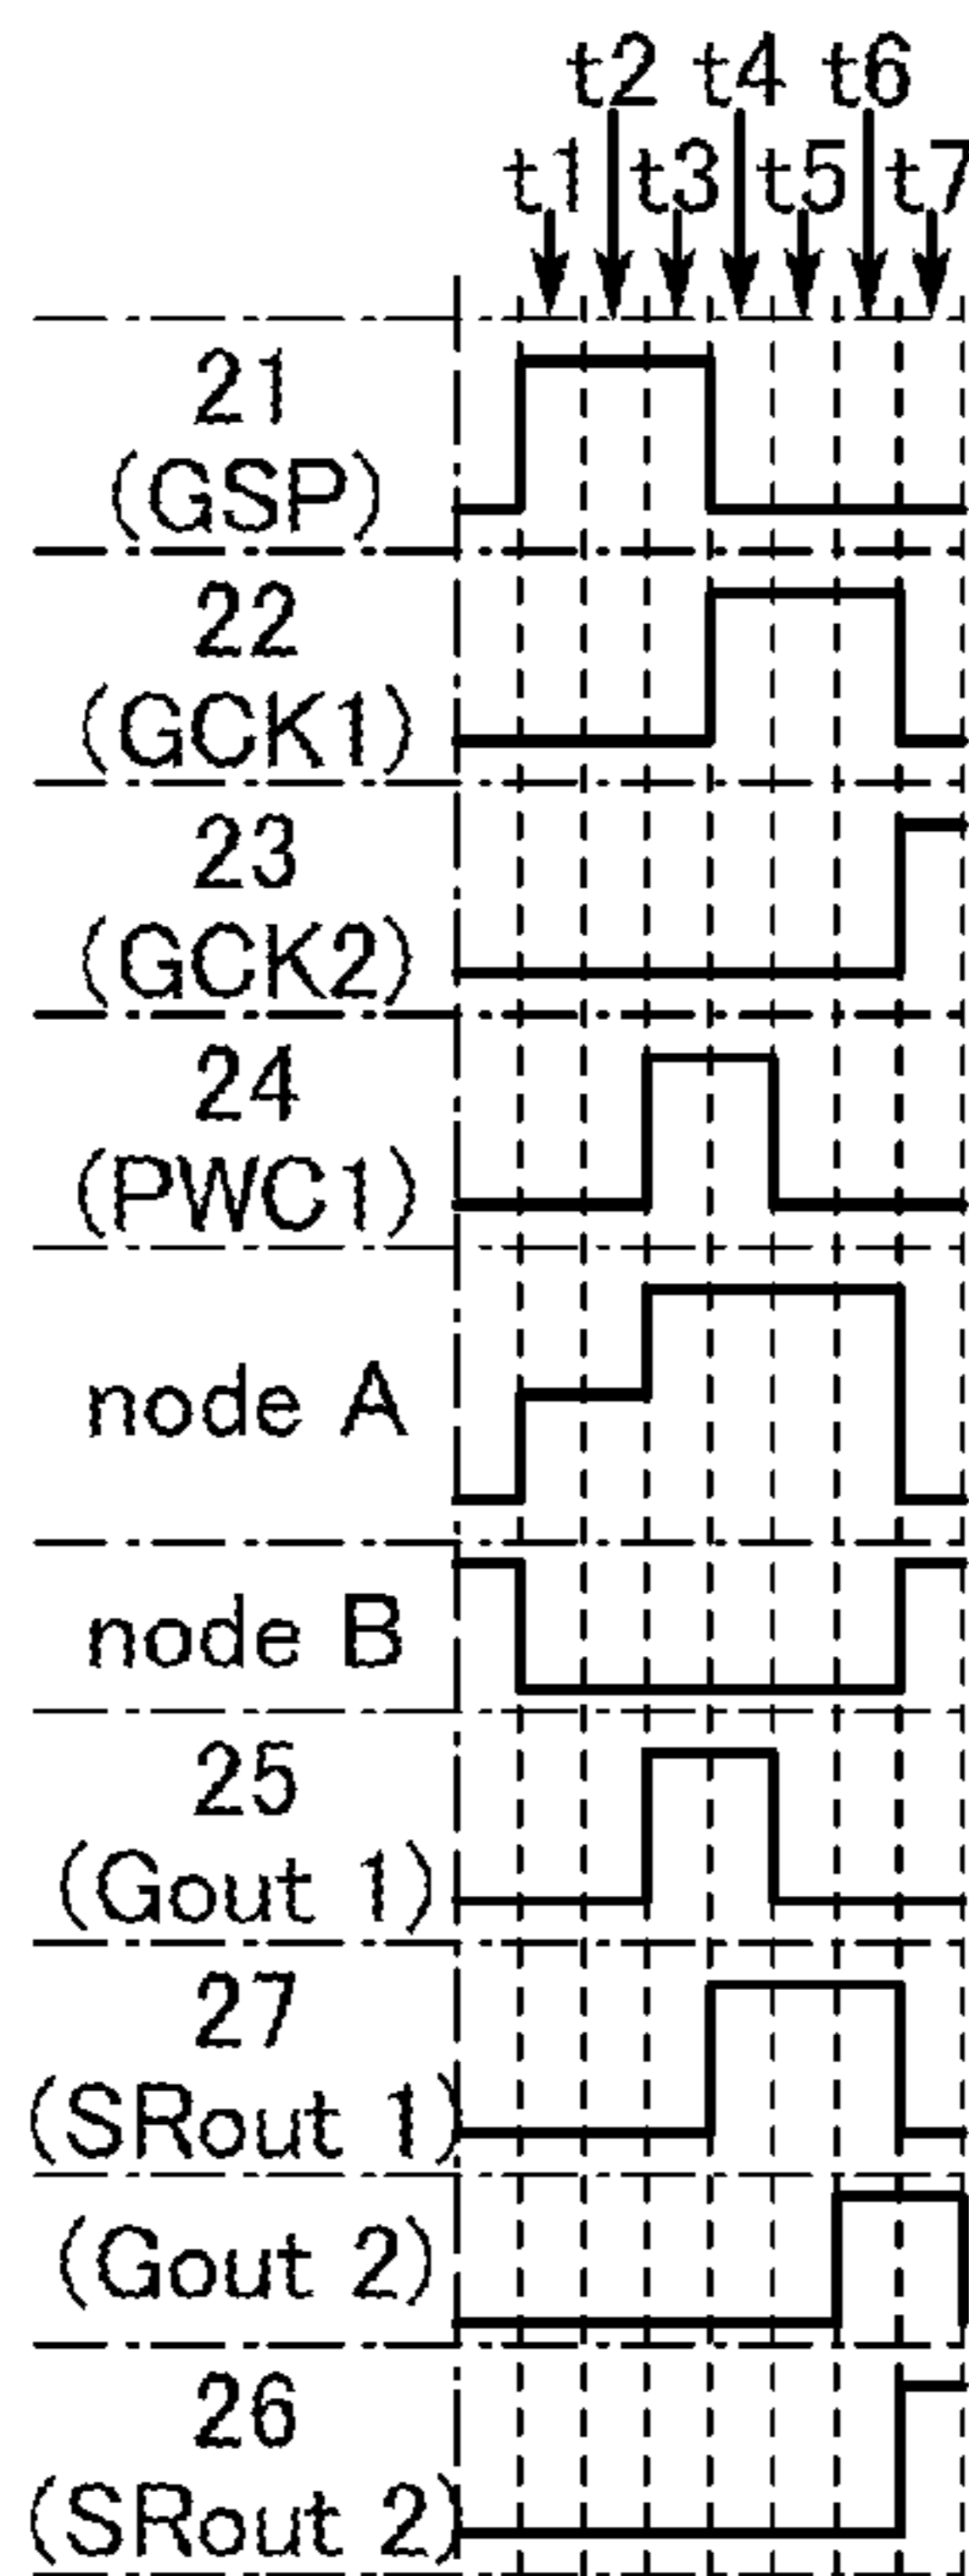 t2 t4 t6
t1 t3 t5 t7
21
(GSP)
22
(GCK1)
23
(GCK2)
24
(PWC1)
node A
node B
25
(Gout 1)
27
(SRout 1)
(Gout 2)
26
(SRout 2)